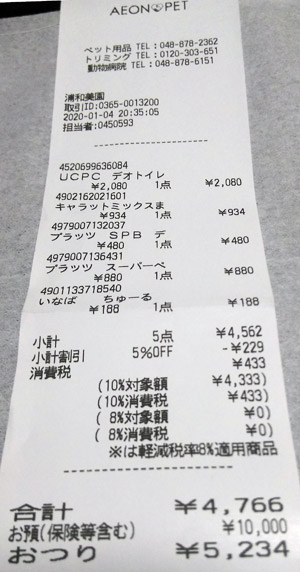 AEON PET
ペット用品 TEL:048-878-2362
トリミング TEL:0120-303-651
動物病院 TEL:048-878-6151
浦和美園
取引ID:0365-0013200
2020-01-04 20:35:05
担当者:0450593
4520699636084
UCPC デオトイレ
¥2,080 1点 ¥2,080
4902162021601
キャラットミックスま
¥934 1点 ¥934
4979007132037
プラッツ SPB デ
¥480 1点 ¥480
4979007136431
プラッツ スーパーペ
¥880 1点 ¥880
4901133718540
いなば ちゅーる
¥188 1点 ¥188
小計 5点 ¥4,562
小計割引 5%OFF -¥229
消費税 ¥433
(10%対象額 ¥4,333)
(10%消費税 ¥433)
( 8%対象額 ¥0)
( 8%消費税 ¥0)
※は軽減税率8%適用商品
合計 ¥4,766
お預(保険等含む) ¥10,000
おつり ¥5,234